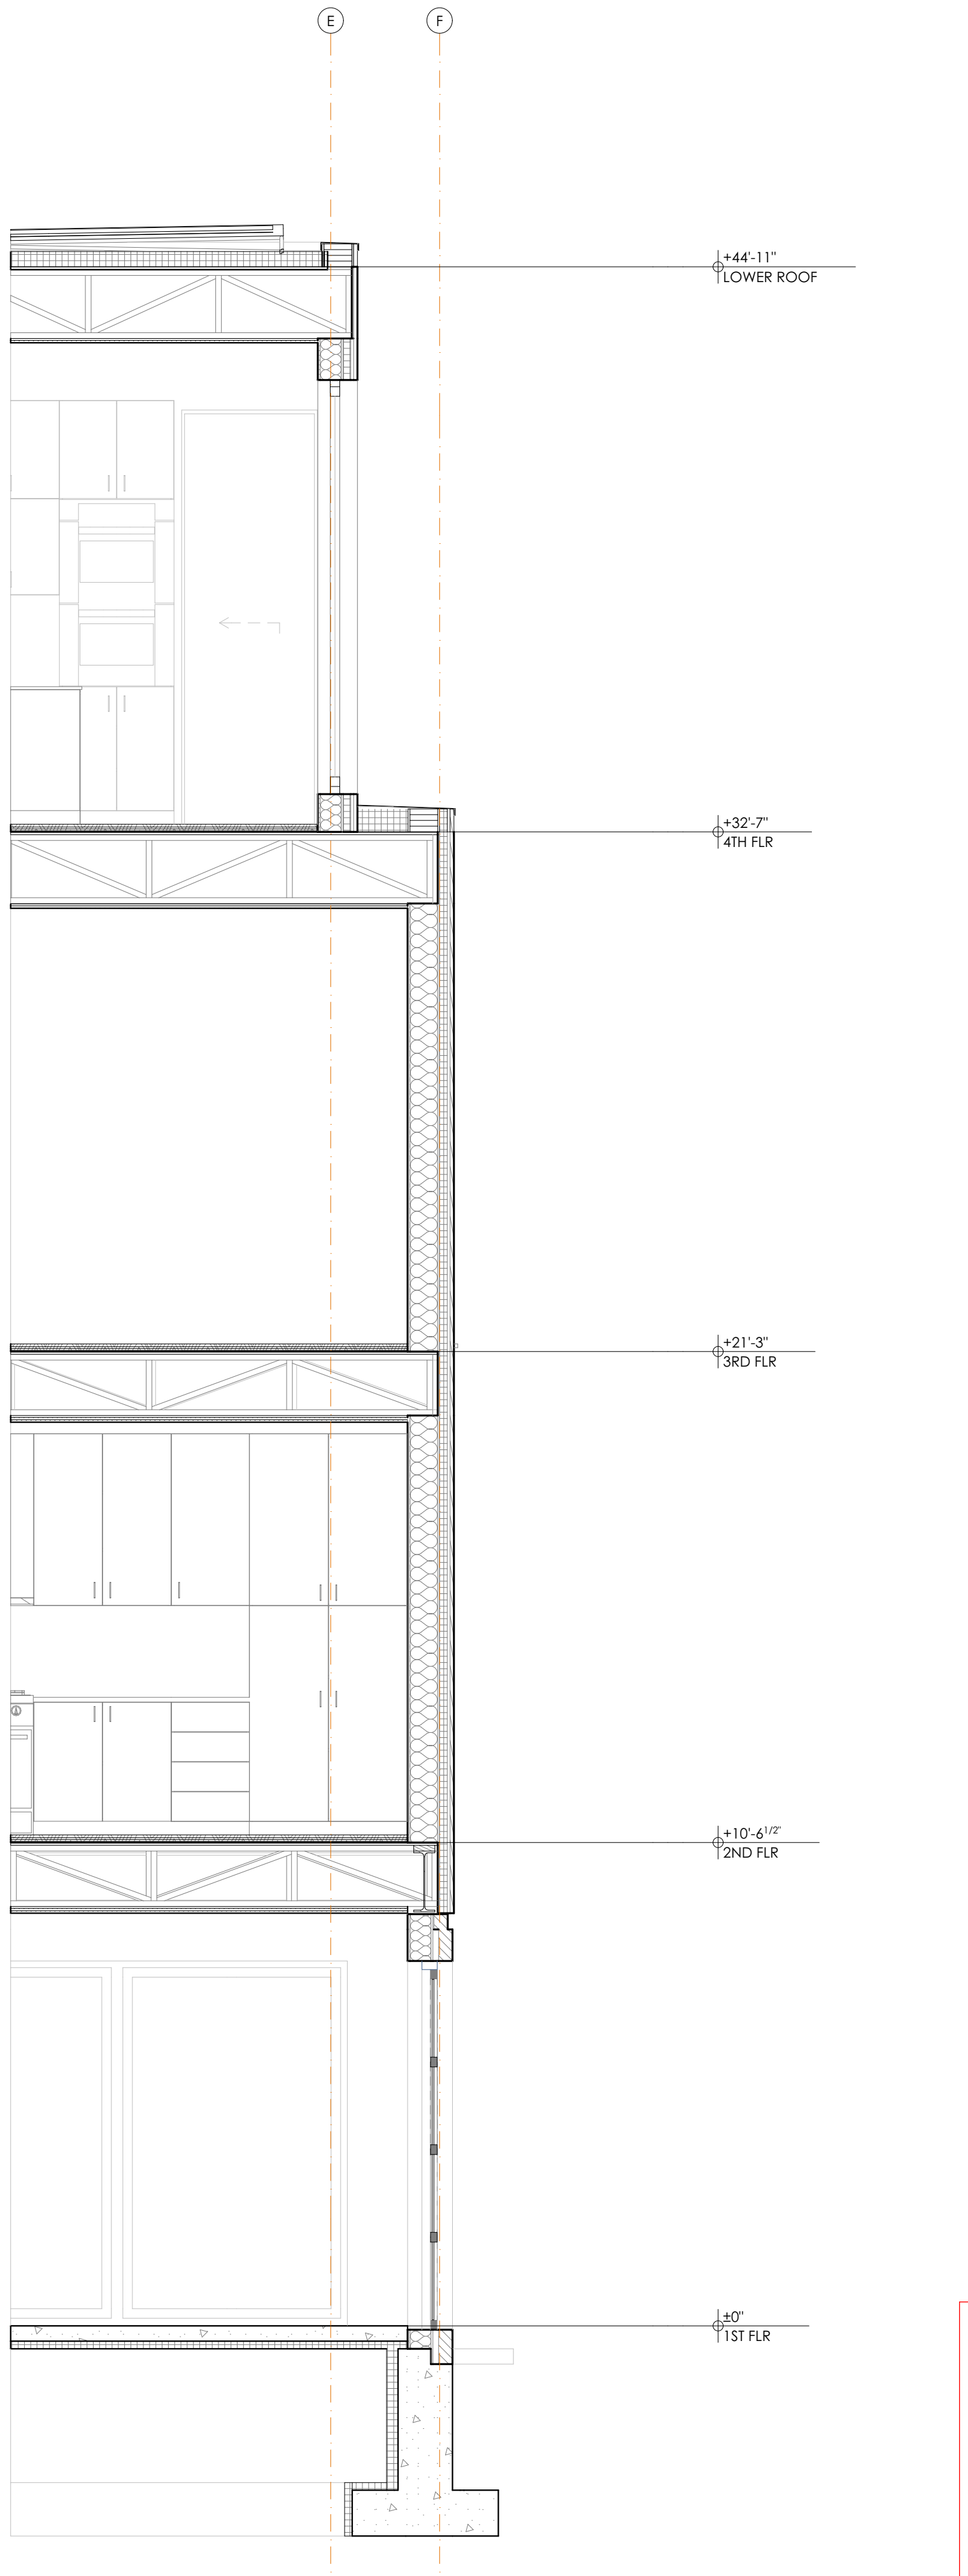 E F
+44'-11"
LOWER ROOF
+32'-7"
4TH FLR
+21'-3"
3RD FLR
+10'-6 1/2"
2ND FLR
±0"
1ST FLR